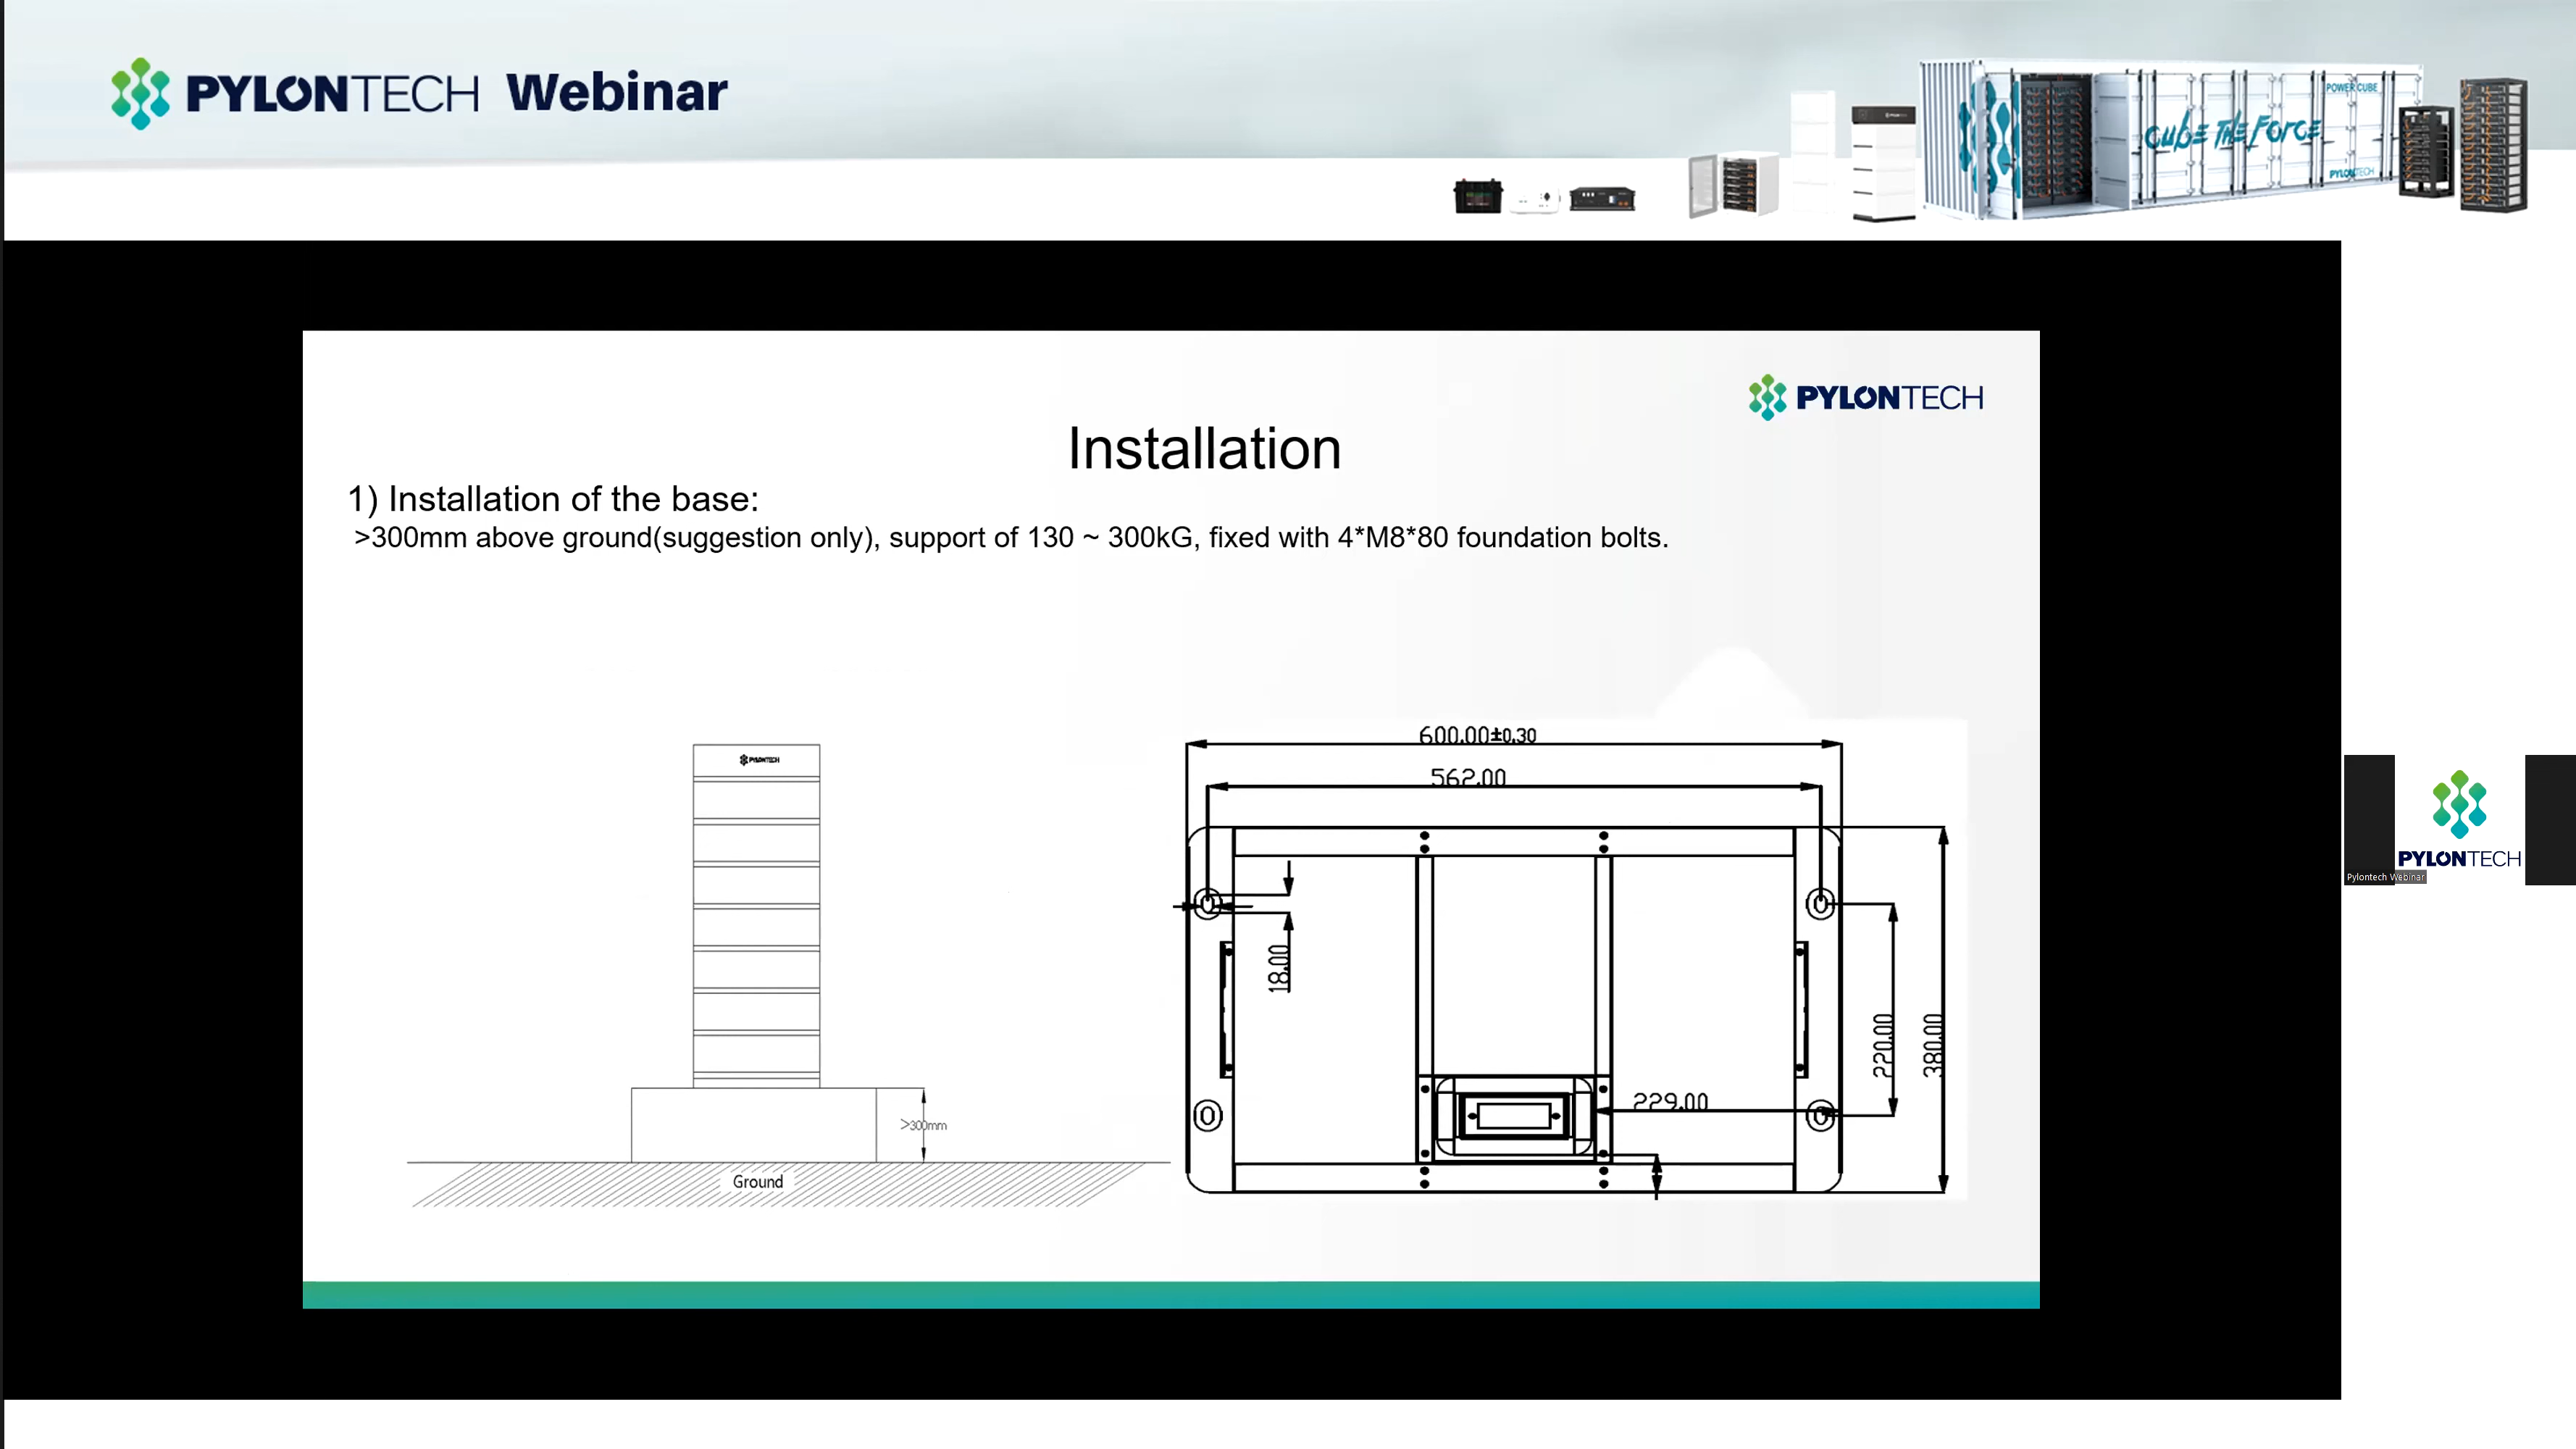 PYLONTECH Webinar
POWER CUBE
CUBE THE FORCE
PYLONTECH
PYLONTECH
Installation
1) Installation of the base:
>300mm above ground(suggestion only), support of 130 ~ 300kG, fixed with 4*M8*80 foundation bolts.
PYLONTECH
>300mm
Ground
600.00±0.30
562.00
18.00
220.00
380.00
229.00
PYLONTECH
Pylontech Webinar